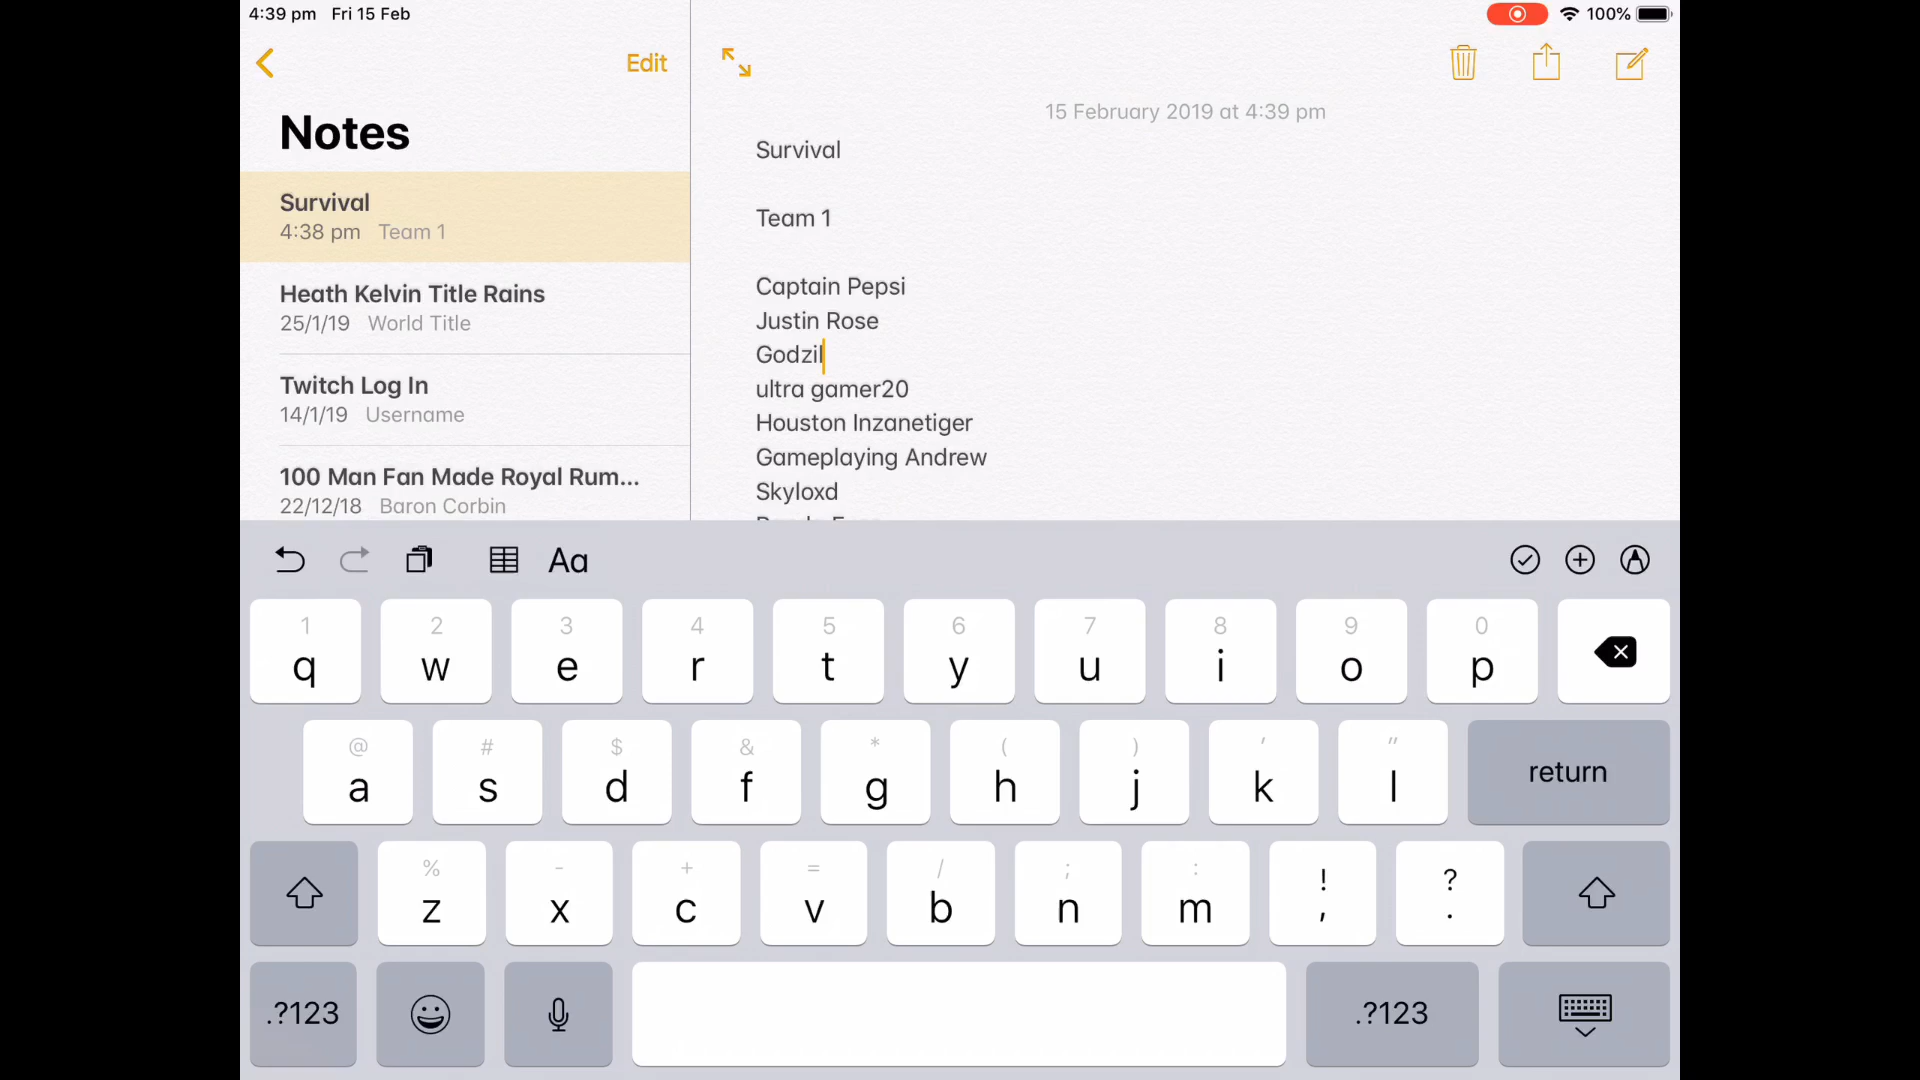 4:39 pm Fri 15 Feb
100%
Edit
Notes
Survival
4:38 pm Team 1
Heath Kelvin Title Rains
25/1/19 World Title
Twitch Log In
14/1/19 Username
100 Man Fan Made Royal Rum...
22/12/18 Baron Corbin
15 February 2019 at 4:39 pm
Survival
Team 1
Captain Pepsi
Justin Rose
Godzil
ultra gamer20
Houston Inzanetiger
Gameplaying Andrew
Skyloxd
Aa
1 2 3 4 5 6 7 8 9 0
q w e r t y u i o p
@ # $ & * ( ) ' "
a s d f g h j k l return
% - + = / ; : ! ?
z x c v b n m , .
.?123 .?123